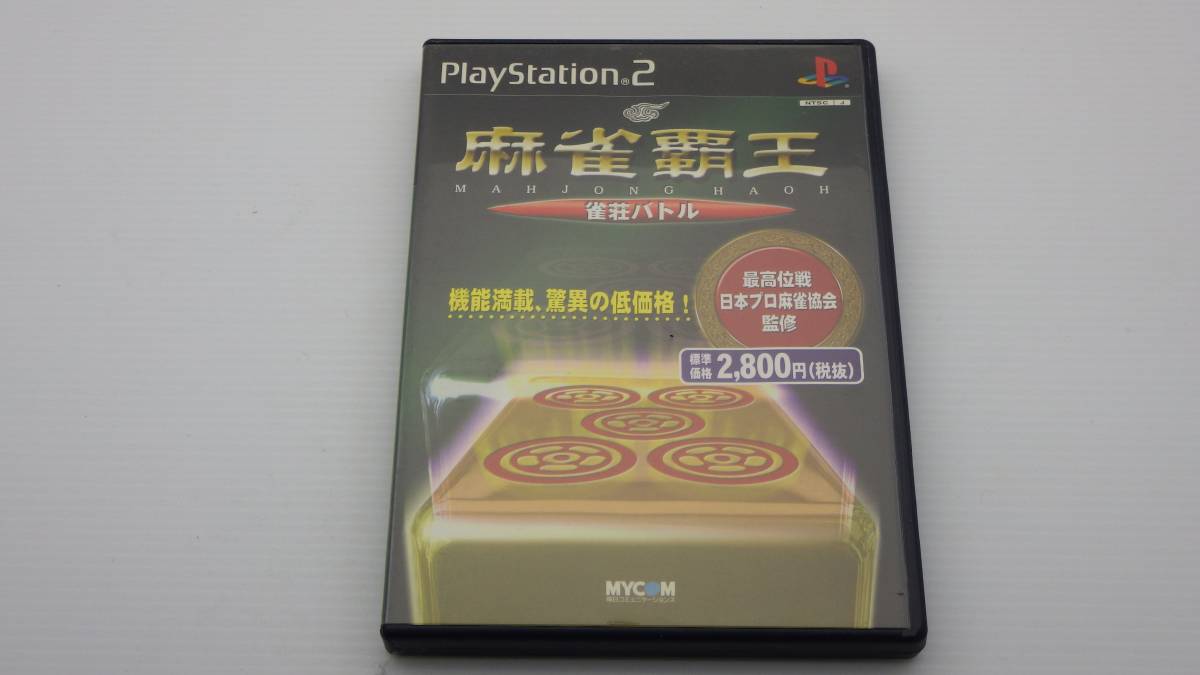 PlayStation®2
NTSC J
麻雀覇王
MAHJONG HAOH
雀荘バトル
機能満載、驚異の低価格!
最高位戦
日本プロ麻雀協会
監修
標準価格 2,800円(税抜)
MYCOM
毎日コミュニケーションズ